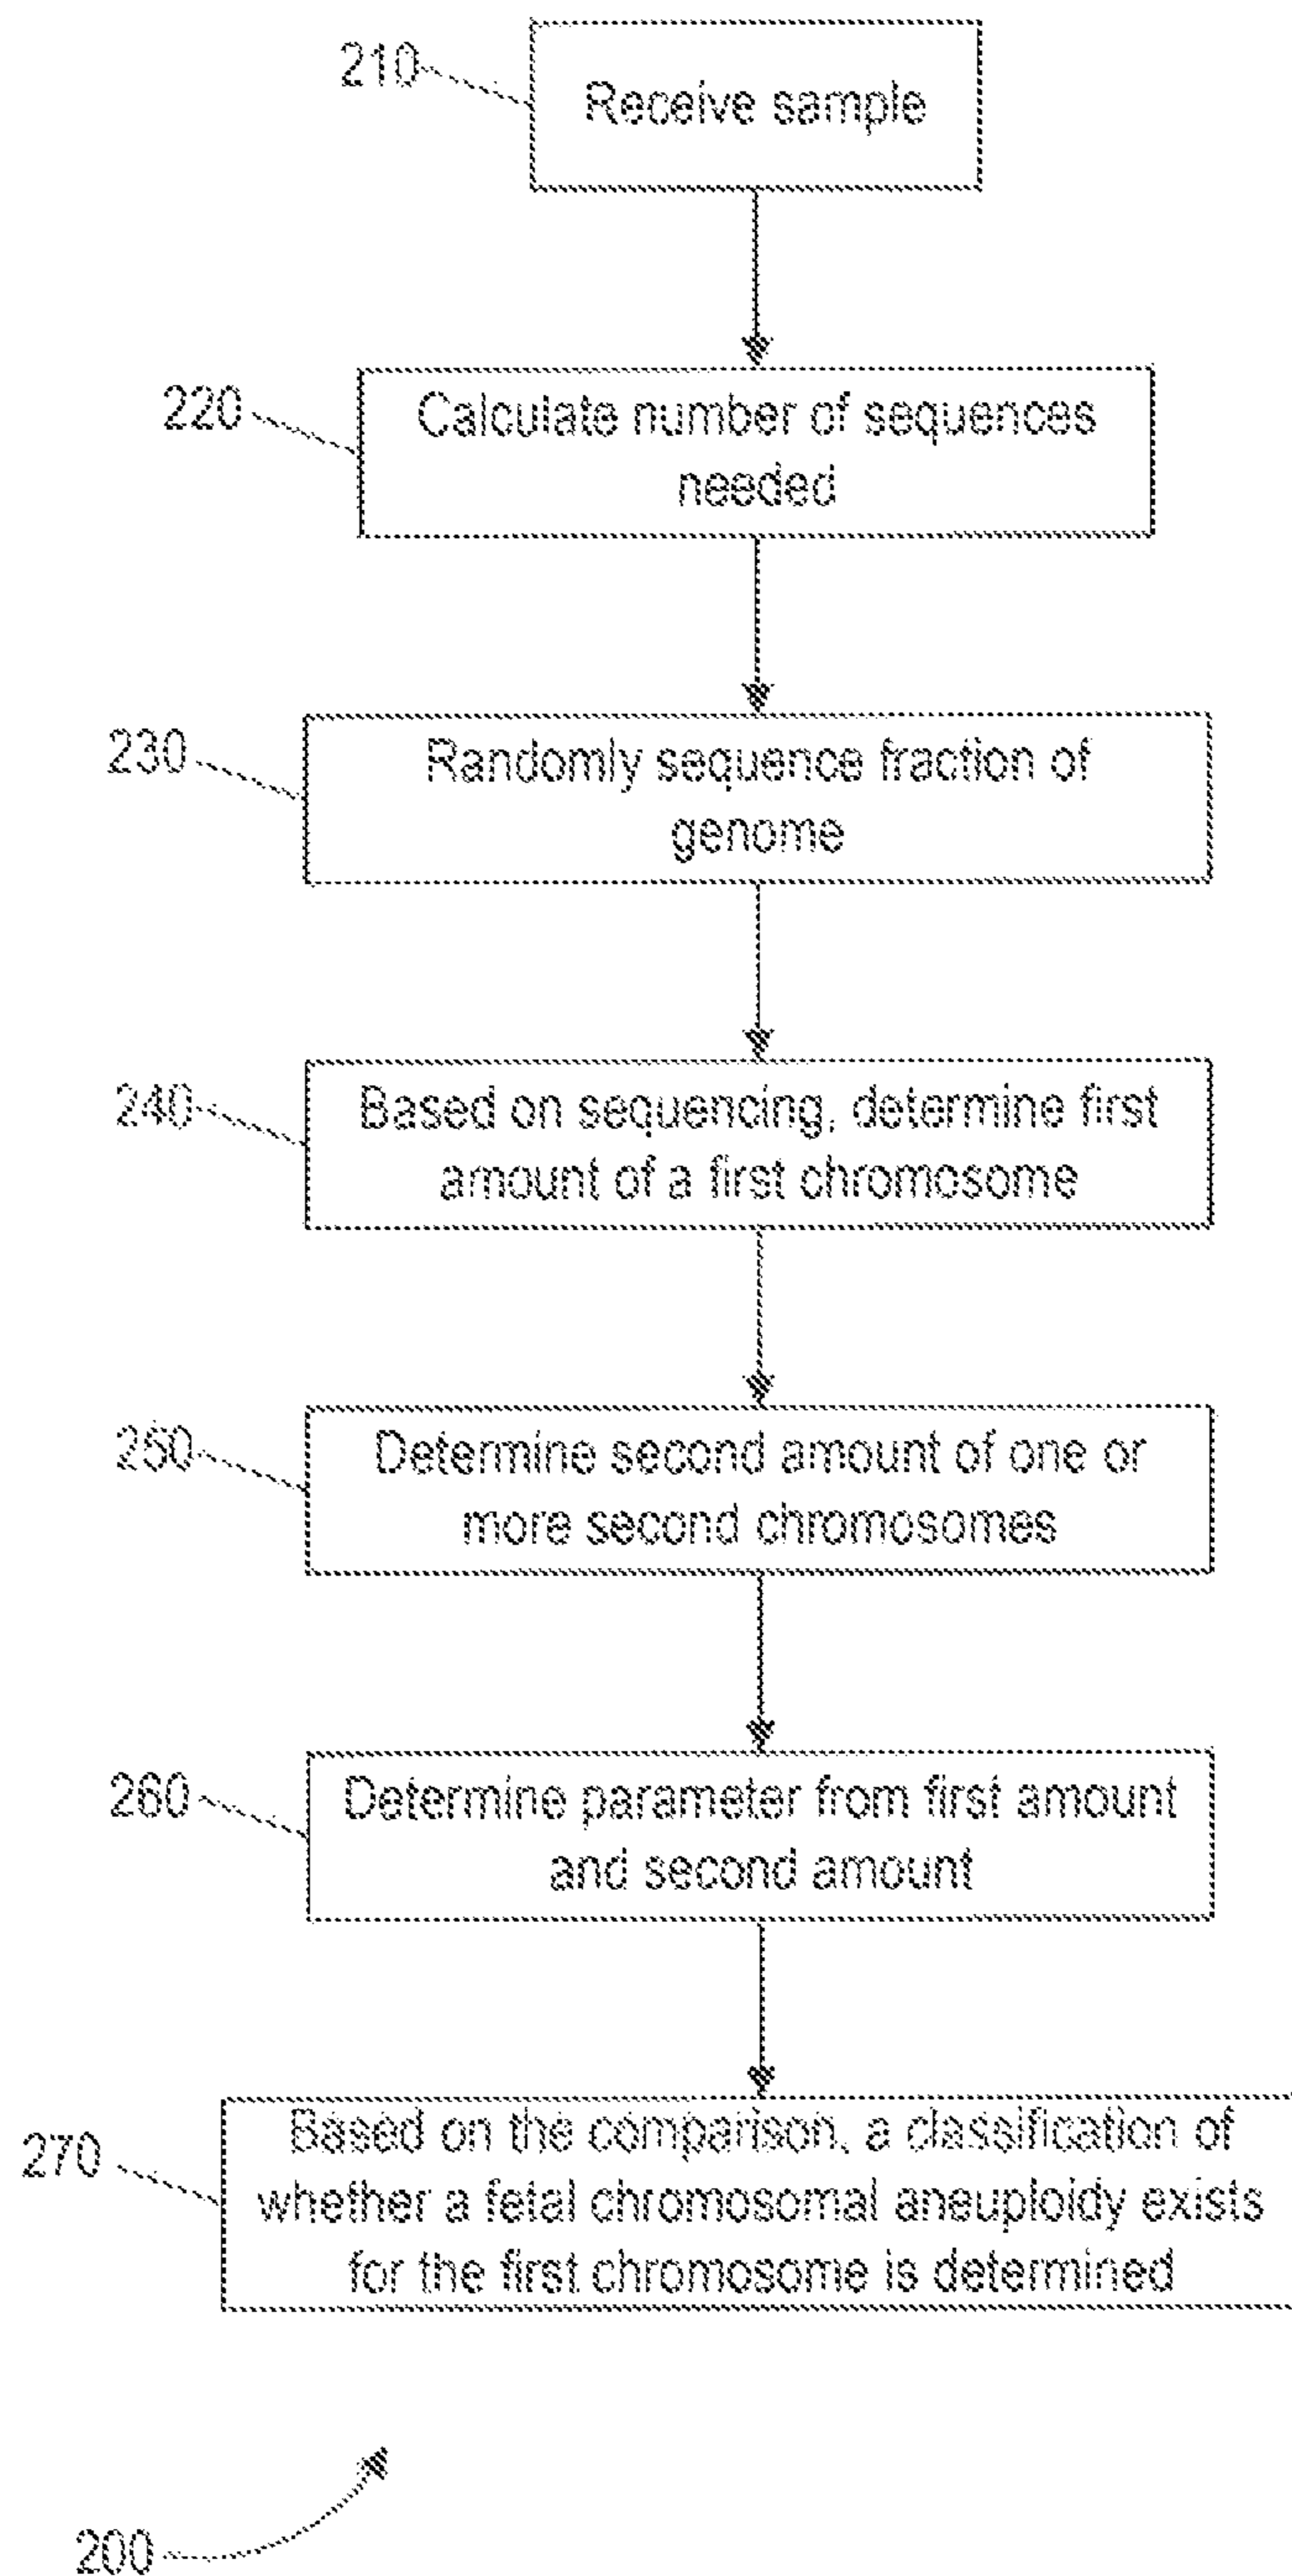 210
Receive sample
220
Calculate number of sequences
needed
230
Randomly sequence fraction of
genome
240
Based on sequencing, determine first
amount of a first chromosome
250
Determine second amount of one or
more second chromosomes
260
Determine parameter from first amount
and second amount
270
Based on the comparison, a classification of
whether a fetal chromosomal aneuploidy exists
for the first chromosome is determined
200